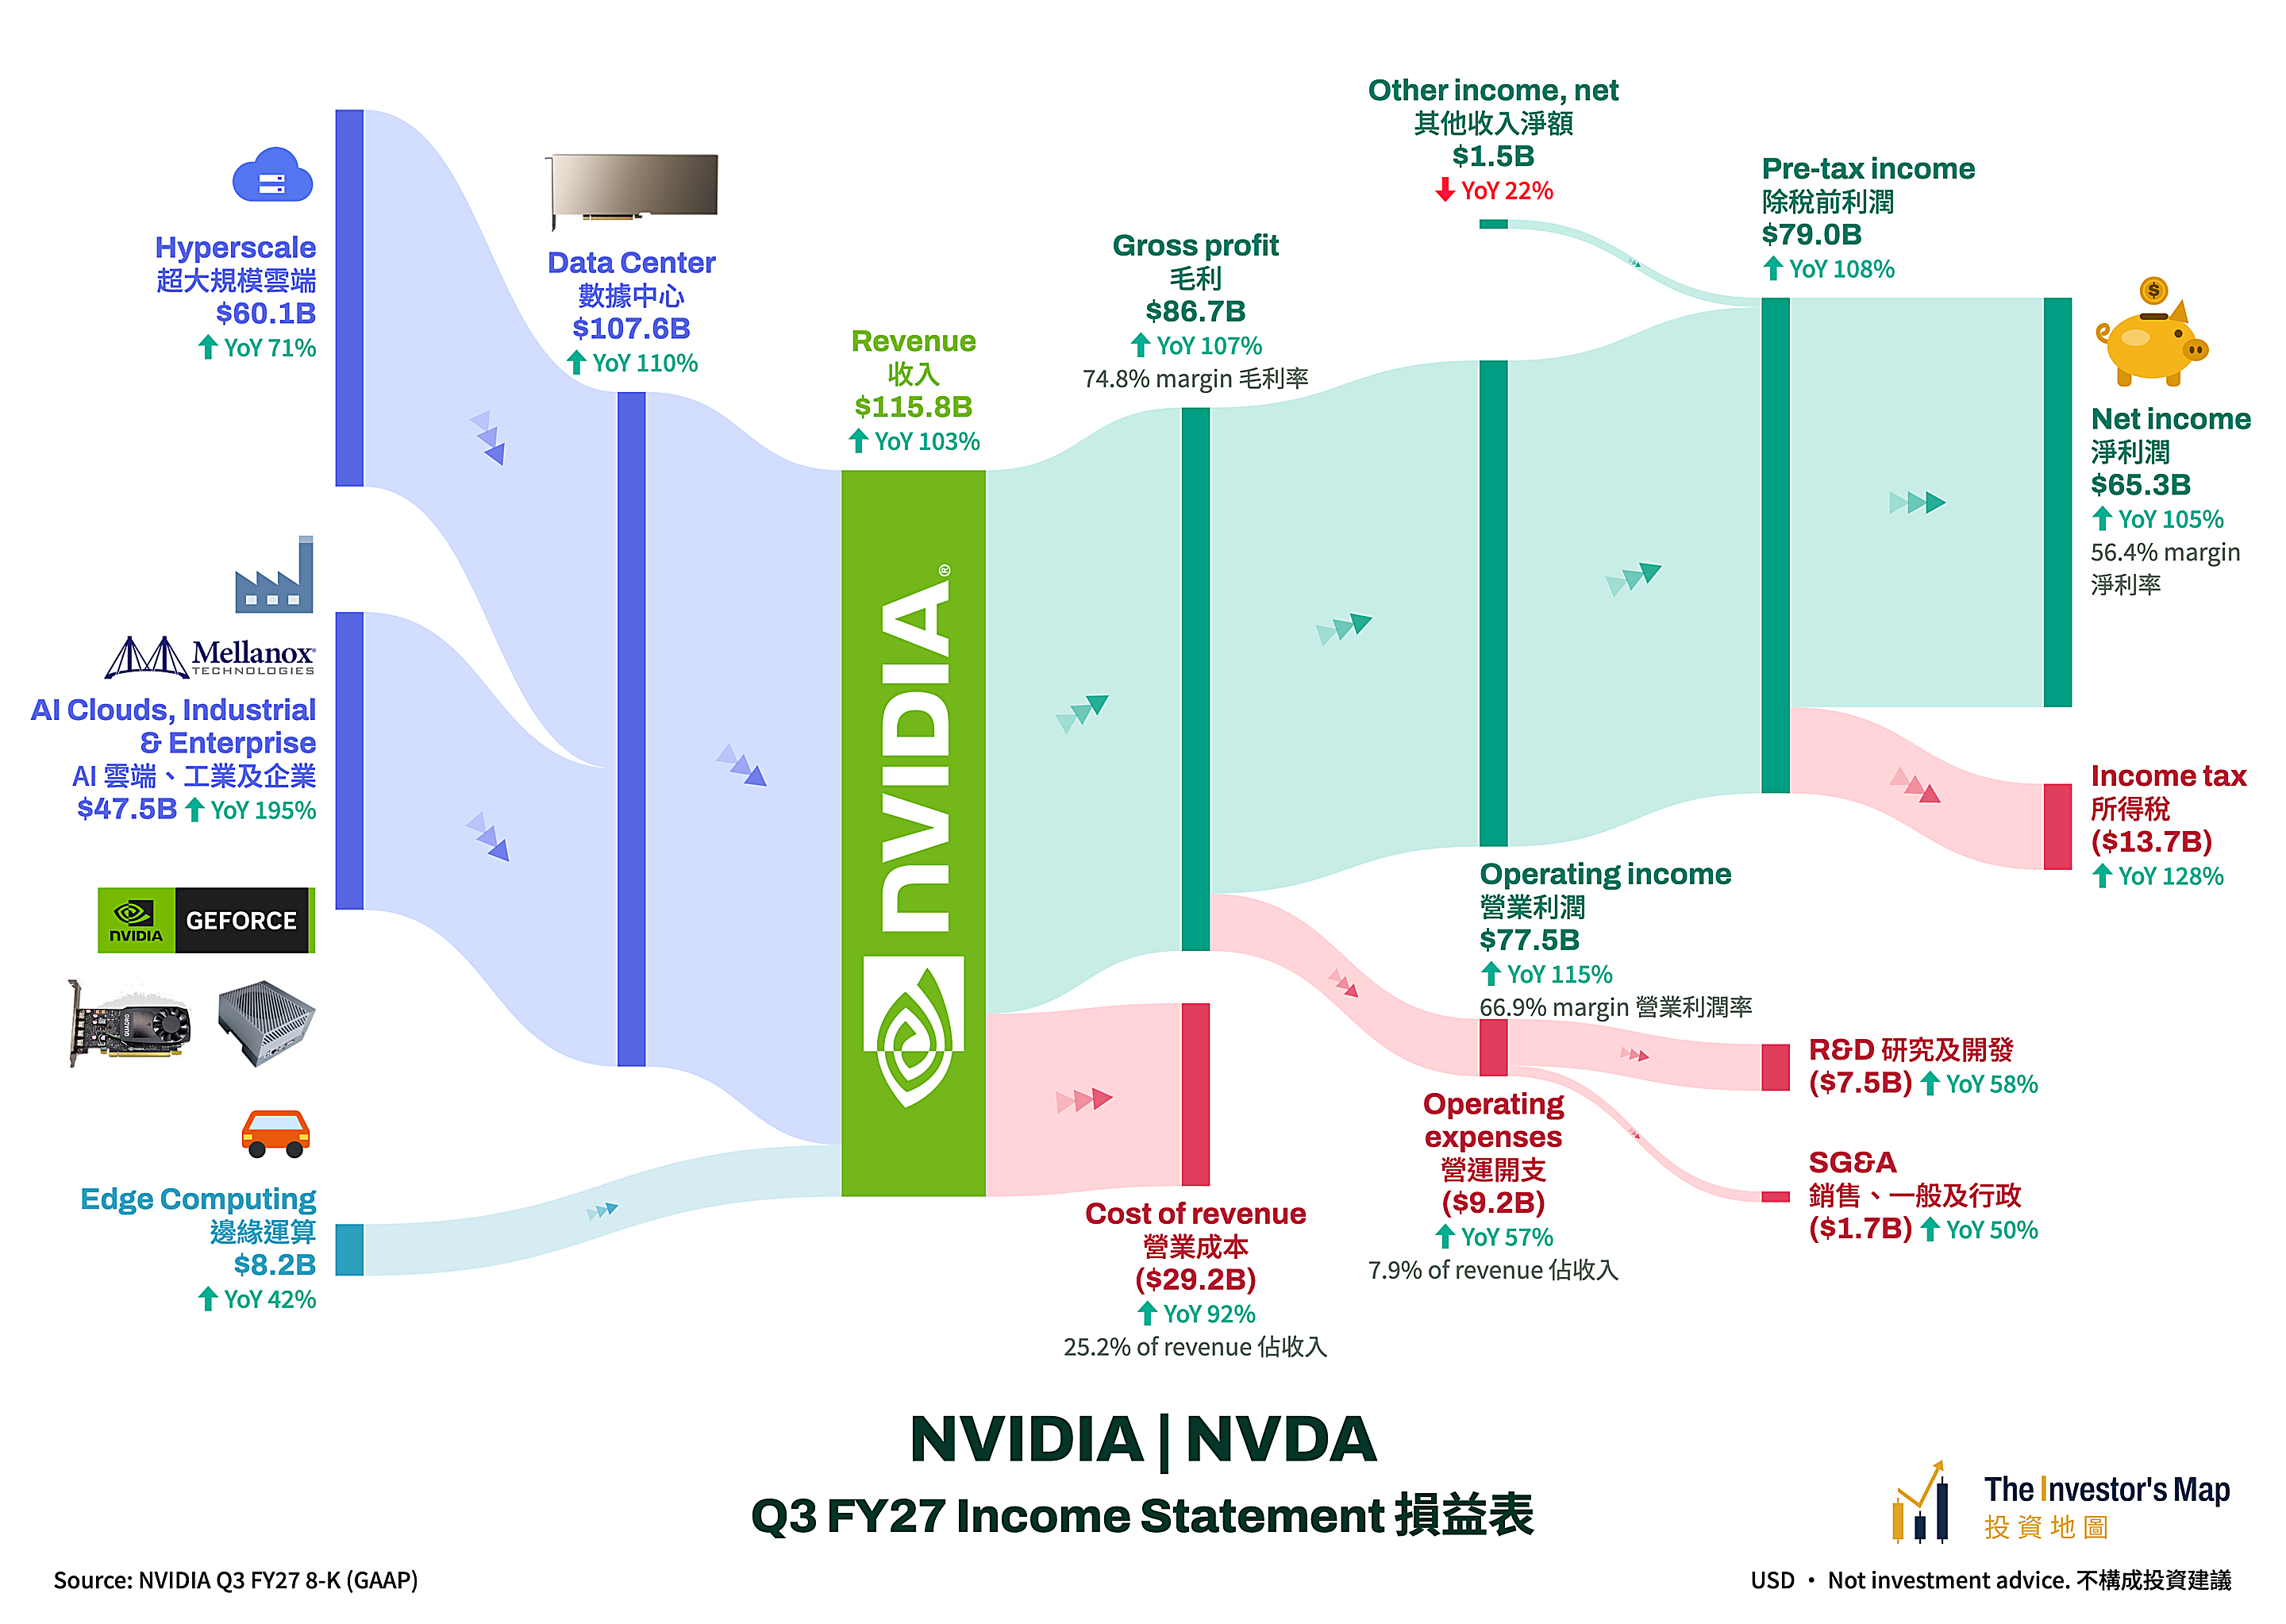 Other income, net
其他收入淨額
$1.5B
YoY 22%
Pre-tax income
除稅前利潤
$79.0B
YoY 108%
Hyperscale
超大規模雲端
$60.1B
YoY 71%
Data Center
數據中心
$107.6B
YoY 110%
Revenue
收入
$115.8B
YoY 103%
Gross profit
毛利
$86.7B
YoY 107%
74.8% margin 毛利率
$
Net income
淨利潤
$65.3B
YoY 105%
56.4% margin
淨利率
Mellanox
TECHNOLOGIES
AI Clouds, Industrial
& Enterprise
AI 雲端、工業及企業
$47.5B YoY 195%
NVIDIA®
NVIDIA
GEFORCE
QUADRO
Edge Computing
邊緣運算
$8.2B
YoY 42%
Income tax
所得稅
($13.7B)
YoY 128%
Operating income
營業利潤
$77.5B
YoY 115%
66.9% margin 營業利潤率
R&D 研究及開發
($7.5B) YoY 58%
Operating
expenses
營運開支
($9.2B)
YoY 57%
7.9% of revenue 佔收入
SG&A
銷售、一般及行政
($1.7B) YoY 50%
Cost of revenue
營業成本
($29.2B)
YoY 92%
25.2% of revenue 佔收入
NVIDIA | NVDA
Q3 FY27 Income Statement 損益表
The Investor's Map
投資地圖
Source: NVIDIA Q3 FY27 8-K (GAAP)
USD • Not investment advice. 不構成投資建議